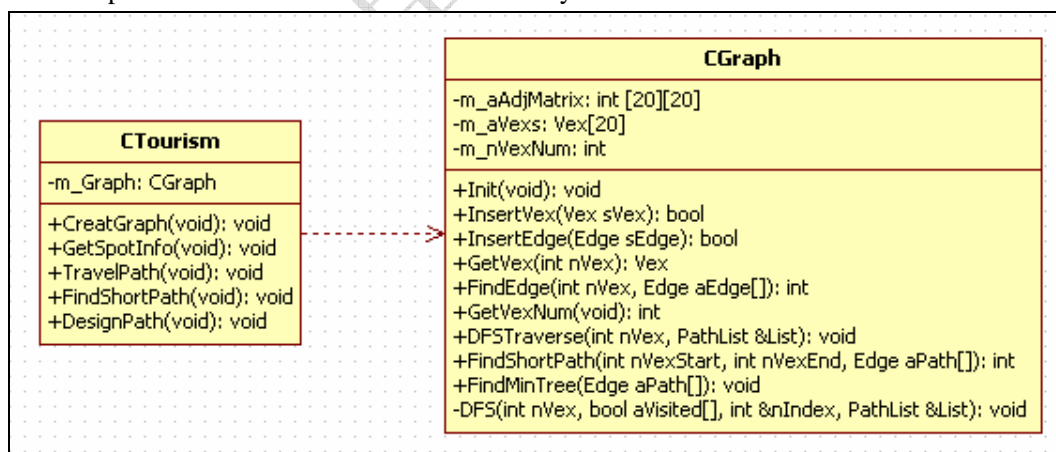 CTourism
-m_Graph: CGraph
+CreatGraph(void): void
+GetSpotInfo(void): void
+TravelPath(void): void
+FindShortPath(void): void
+DesignPath(void): void
CGraph
-m_aAdjMatrix: int [20][20]
-m_aVexs: Vex[20]
-m_nVexNum: int
+Init(void): void
+InsertVex(Vex sVex): bool
+InsertEdge(Edge sEdge): bool
+GetVex(int nVex): Vex
+FindEdge(int nVex, Edge aEdge[]): int
+GetVexNum(void): int
+DFSTraverse(int nVex, PathList &List): void
+FindShortPath(int nVexStart, int nVexEnd, Edge aPath[]): int
+FindMinTree(Edge aPath[]): void
-DFS(int nVex, bool aVisited[], int &nIndex, PathList &List): void